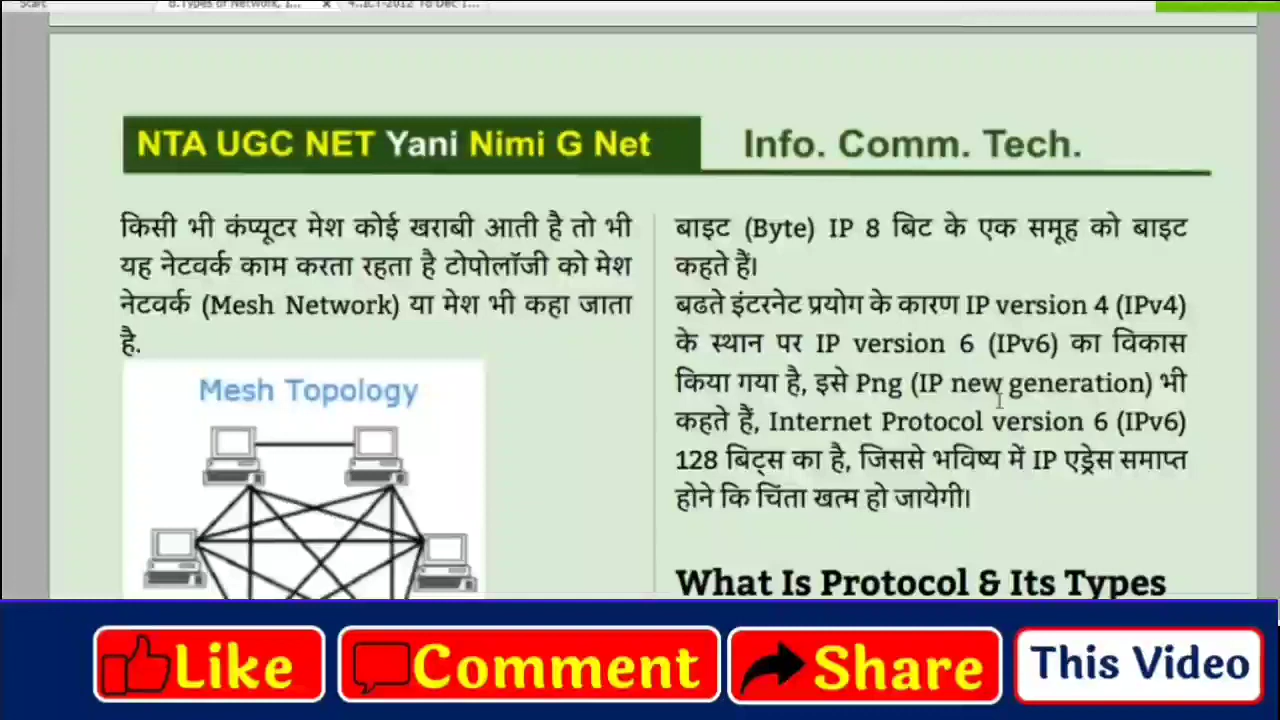 NTA UGC NET Yani Nimi G Net
Info. Comm. Tech.
किसी भी कंप्यूटर मेश कोई खराबी आती है तो भी
यह नेटवर्क काम करता रहता है टोपोलॉजी को मेश
नेटवर्क (Mesh Network) या मेश भी कहा जाता
है.
Mesh Topology
बाइट (Byte) IP 8 बिट के एक समूह को बाइट
कहते हैं।
बढते इंटरनेट प्रयोग के कारण IP version 4 (IPv4)
के स्थान पर IP version 6 (IPv6) का विकास
किया गया है, इसे Png (IP new generation) भी
कहते हैं, Internet Protocol version 6 (IPv6)
128 बिट्स का है, जिससे भविष्य में IP एड्रेस समाप्त
होने कि चिंता खत्म हो जायेगी।
What Is Protocol & Its Types
Like
Comment
Share
This Video